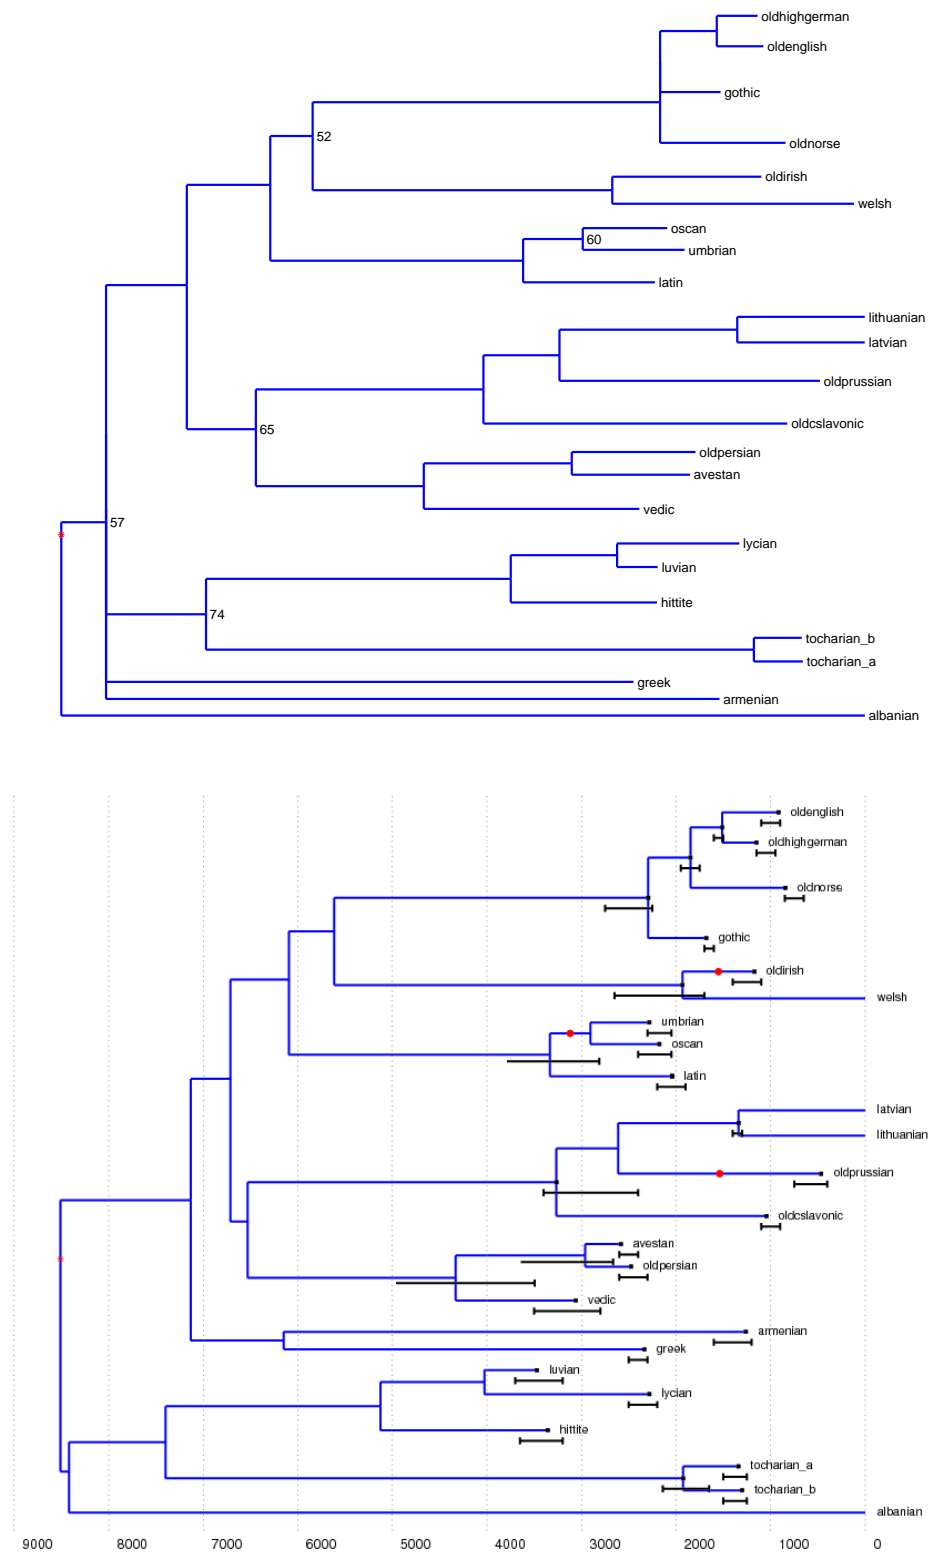 oldhighgerman
oldenglish
gothic
52
oldnorse
oldirish
welsh
oscan
60
umbrian
latin
lithuanian
latvian
oldprussian
oldcslavonic
65
oldpersian
avestan
vedic
57
lycian
luvian
hittite
74
tocharian_b
tocharian_a
greek
armenian
albanian
oldenglish
oldhighgerman
oldnorse
gothic
oldirish
welsh
umbrian
oscan
latin
latvian
lithuanian
oldprussian
oldcslavonic
avestan
oldpersian
vedic
armenian
greek
luvian
lycian
hittite
tocharian_a
tocharian_b
albanian
9000 8000 7000 6000 5000 4000 3000 2000 1000 0